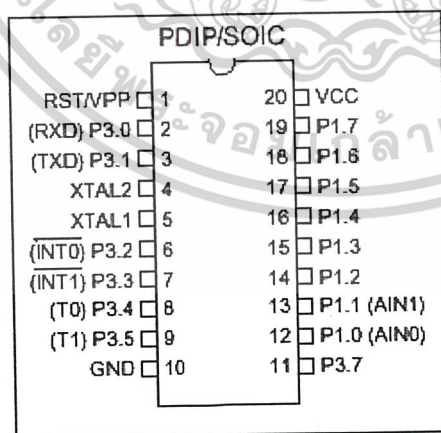 PDIP/SOIC
RST/VPP 1 20 VCC
(RXD) P3.0 2 19 P1.7
(TXD) P3.1 3 18 P1.6
XTAL2 4 17 P1.5
XTAL1 5 16 P1.4
(INT0) P3.2 6 15 P1.3
(INT1) P3.3 7 14 P1.2
(T0) P3.4 8 13 P1.1 (AIN1)
(T1) P3.5 9 12 P1.0 (AIN0)
GND 10 11 P3.7